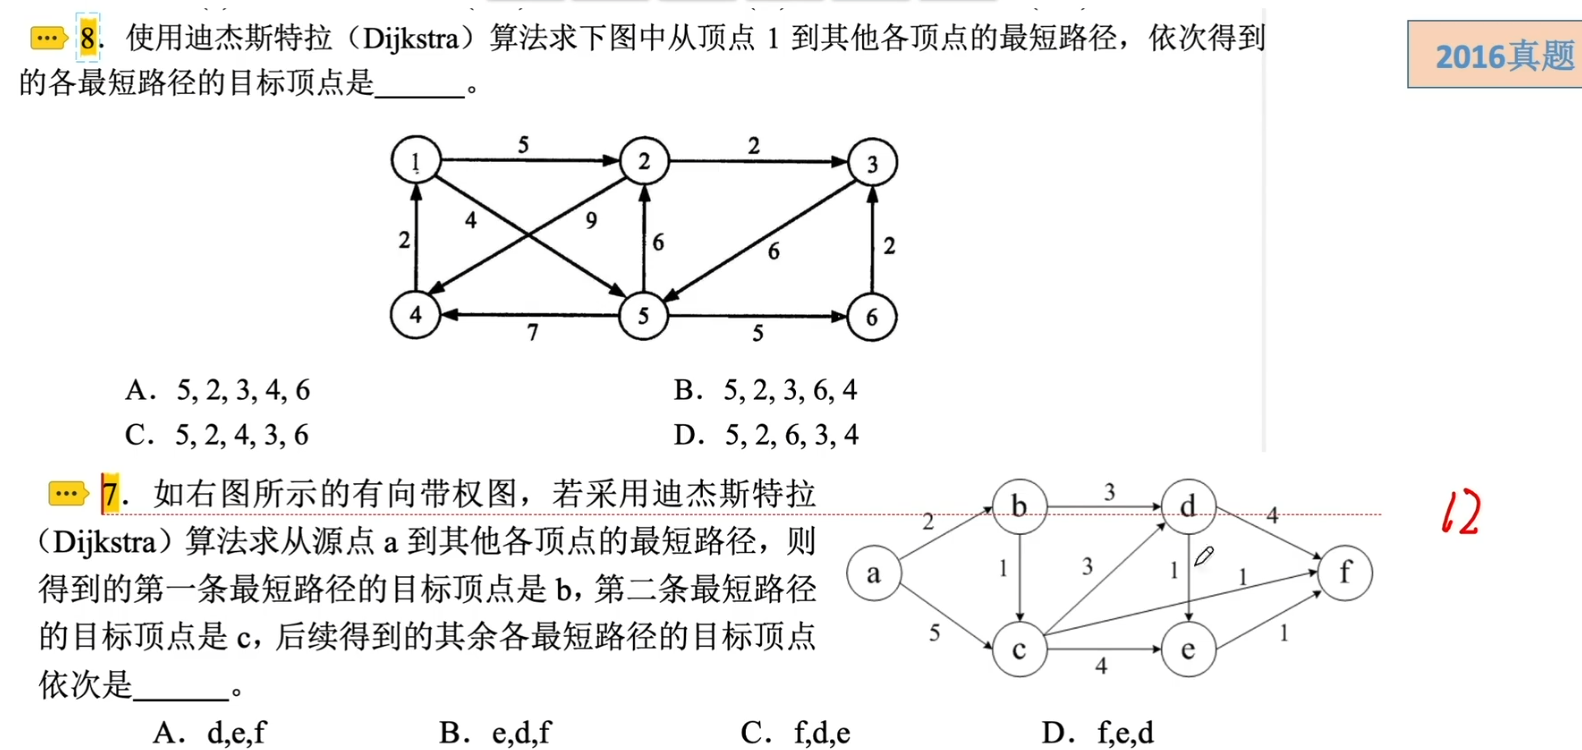 8. 使用迪杰斯特拉（Dijkstra）算法求下图中从顶点 1 到其他各顶点的最短路径，依次得到
的各最短路径的目标顶点是______。
2016真题
5
2
1
2
3
4
9
2
6
6
2
4
5
6
7
5
A. 5, 2, 3, 4, 6
B. 5, 2, 3, 6, 4
C. 5, 2, 4, 3, 6
D. 5, 2, 6, 3, 4
7. 如右图所示的有向带权图，若采用迪杰斯特拉
（Dijkstra）算法求从源点 a 到其他各顶点的最短路径，则
得到的第一条最短路径的目标顶点是 b，第二条最短路径
的目标顶点是 c，后续得到的其余各最短路径的目标顶点
依次是______。
3
b
d
2
4
12
a
1
3
1
1
f
5
c
e
1
4
A. d,e,f
B. e,d,f
C. f,d,e
D. f,e,d